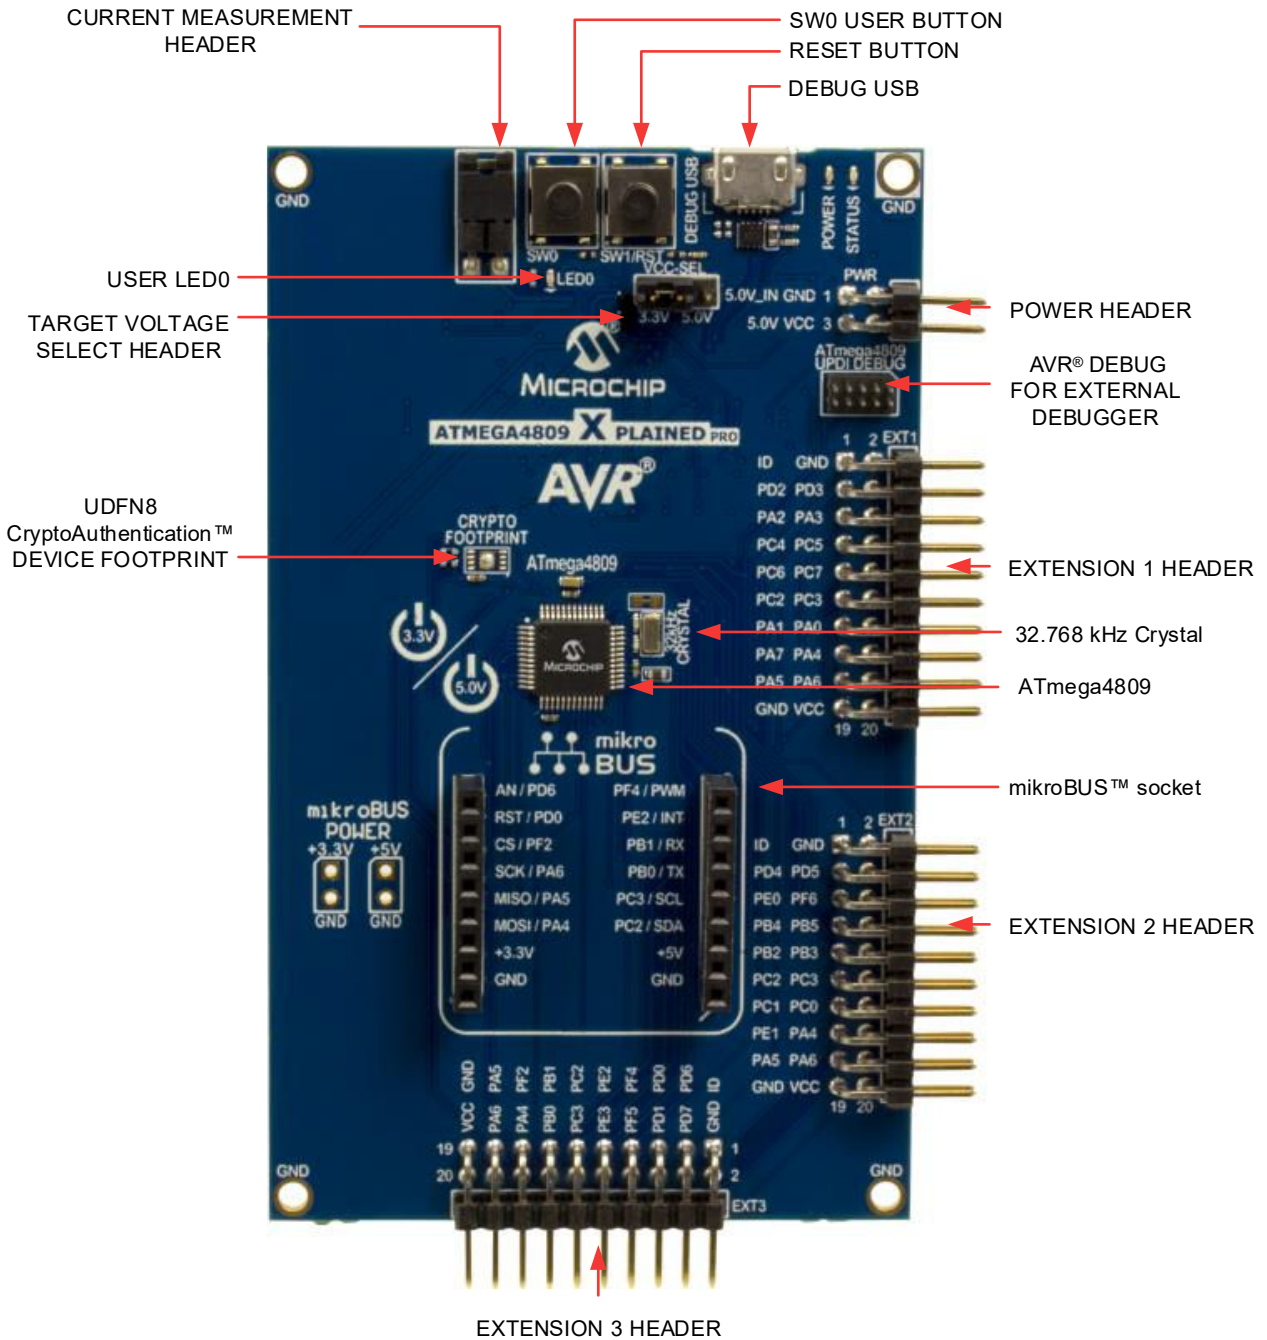 CURRENT MEASUREMENT
HEADER
SW0 USER BUTTON
RESET BUTTON
DEBUG USB
GND
DEBUG USB
POWER
STATUS
GND
SW0
SW1/RST
USER LED0
LED0
VCC-SEL
3.3V 5.0V
PWR
5.0V_IN GND 1
5.0V VCC 3
POWER HEADER
TARGET VOLTAGE
SELECT HEADER
MICROCHIP
ATmega4809
UPDI DEBUG
AVR® DEBUG
FOR EXTERNAL
DEBUGGER
ATMEGA4809 X PLAINED PRO
AVR®
1 2 EXT1
ID GND
PD2 PD3
PA2 PA3
PC4 PC5
PC6 PC7
PC2 PC3
PA1 PA0
PA7 PA4
PA5 PA6
GND VCC
19 20
EXTENSION 1 HEADER
UDFN8
CryptoAuthentication™
DEVICE FOOTPRINT
CRYPTO
FOOTPRINT
ATmega4809
3.3V
5.0V
MICROCHIP
32kHz
CRYSTAL
32.768 kHz Crystal
ATmega4809
mikro
BUS
mikroBUS™ socket
AN / PD6 PF4 / PWM
RST / PD0 PE2 / INT
CS / PF2 PB1 / RX
SCK / PA6 PB0 / TX
MISO / PA5 PC3 / SCL
MOSI / PA4 PC2 / SDA
+3.3V +5V
GND GND
mikroBUS
POWER
+3.3V +5V
GND GND
1 2 EXT2
ID GND
PD4 PD5
PE0 PF6
PB4 PB5
PB2 PB3
PC2 PC3
PC1 PC0
PE1 PA4
PA5 PA6
GND VCC
19 20
EXTENSION 2 HEADER
GND PA5 PF2 PB1 PC2 PE2 PF4 PD0 PD6 ID
VCC PA6 PA4 PB0 PC3 PE3 PF5 PD1 PD7 GND
19 1
20 2
EXT3
GND
GND
EXTENSION 3 HEADER